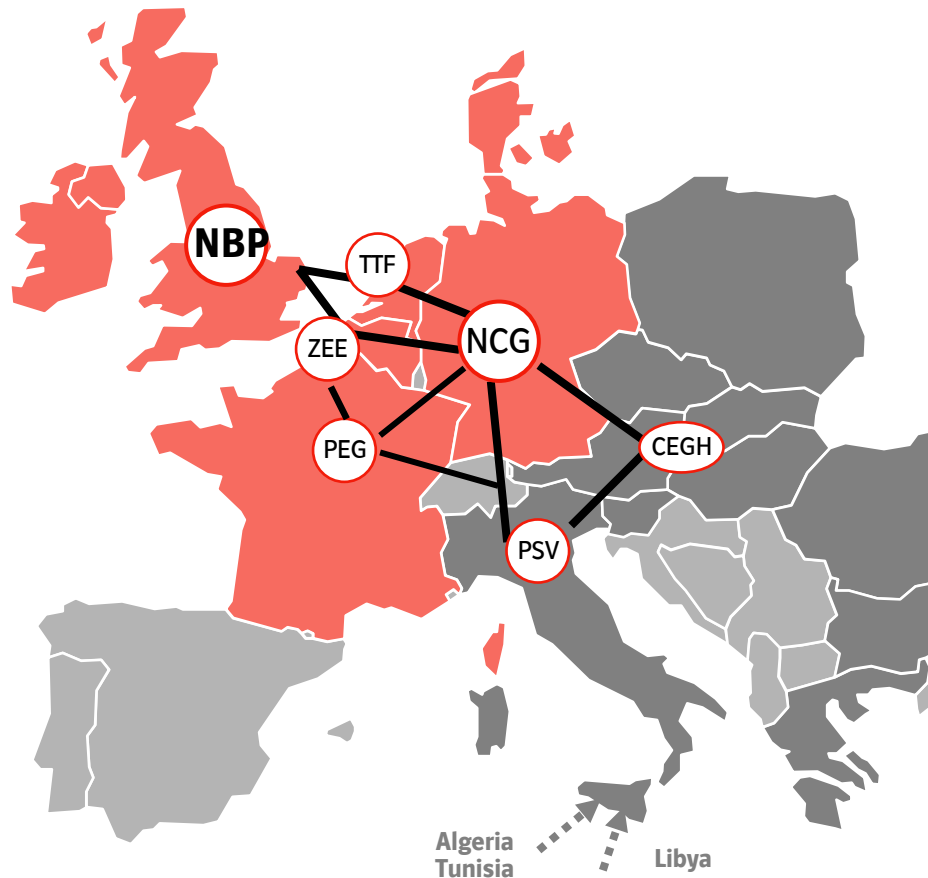 NBP
TTF
NCG
ZEE
CEGH
PEG
PSV
Algeria
Tunisia
Libya